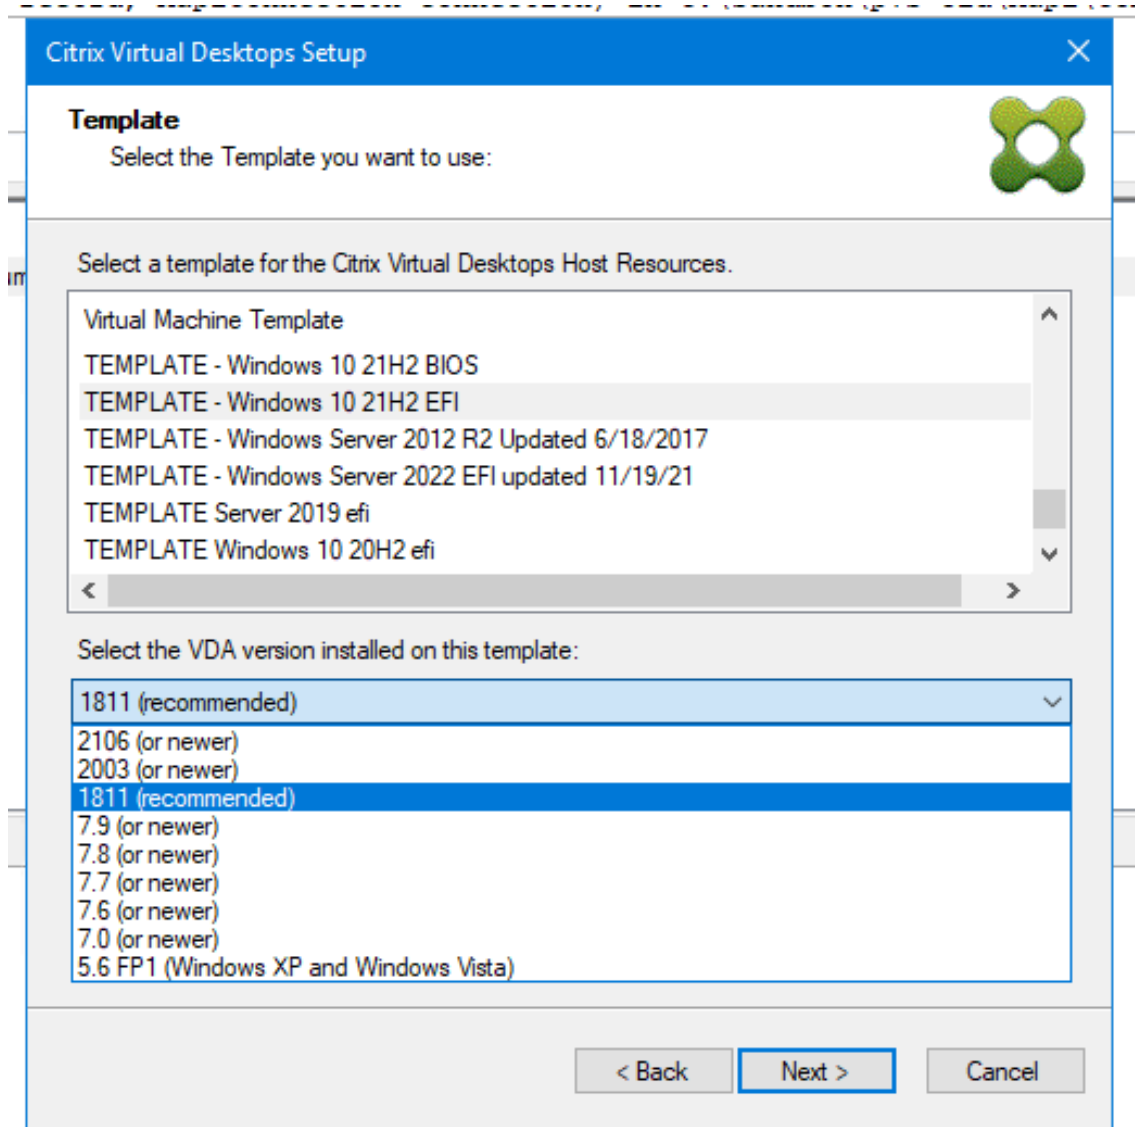 Citrix Virtual Desktops Setup
Template
Select the Template you want to use:
Select a template for the Citrix Virtual Desktops Host Resources.
Virtual Machine Template
TEMPLATE - Windows 10 21H2 BIOS
TEMPLATE - Windows 10 21H2 EFI
TEMPLATE - Windows Server 2012 R2 Updated 6/18/2017
TEMPLATE - Windows Server 2022 EFI updated 11/19/21
TEMPLATE Server 2019 efi
TEMPLATE Windows 10 20H2 efi
Select the VDA version installed on this template:
1811 (recommended)
2106 (or newer)
2003 (or newer)
1811 (recommended)
7.9 (or newer)
7.8 (or newer)
7.7 (or newer)
7.6 (or newer)
7.0 (or newer)
5.6 FP1 (Windows XP and Windows Vista)
< Back
Next >
Cancel